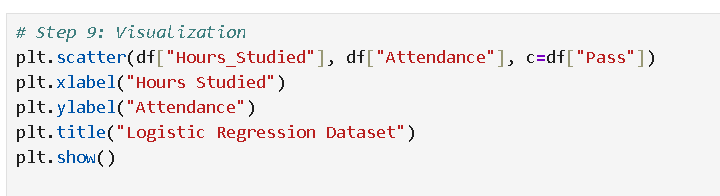 # Step 9: Visualization
plt.scatter(df["Hours_Studied"], df["Attendance"], c=df["Pass"])
plt.xlabel("Hours Studied")
plt.ylabel("Attendance")
plt.title("Logistic Regression Dataset")
plt.show()